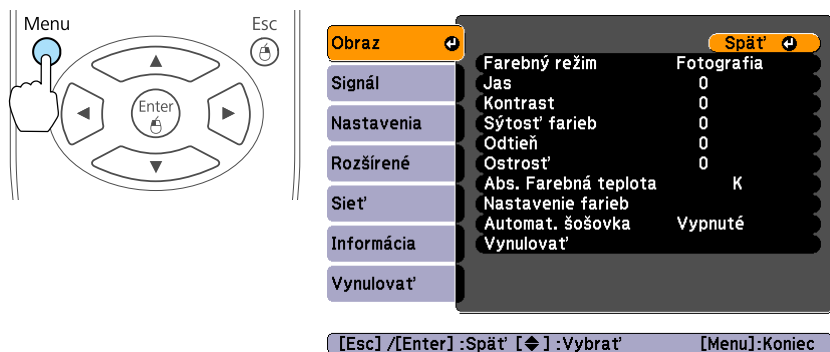 Menu
Esc
Enter
Obraz
Signál
Nastavenia
Rozšírené
Sieť
Informácia
Vynulovať
Späť
Farebný režim Fotografia
Jas 0
Kontrast 0
Sýtosť farieb 0
Odtieň 0
Ostrosť 0
Abs. Farebná teplota K
Nastavenie farieb
Automat. šošovka Vypnuté
Vynulovať
[Esc] /[Enter] :Späť [◆] :Vybrať [Menu]:Koniec